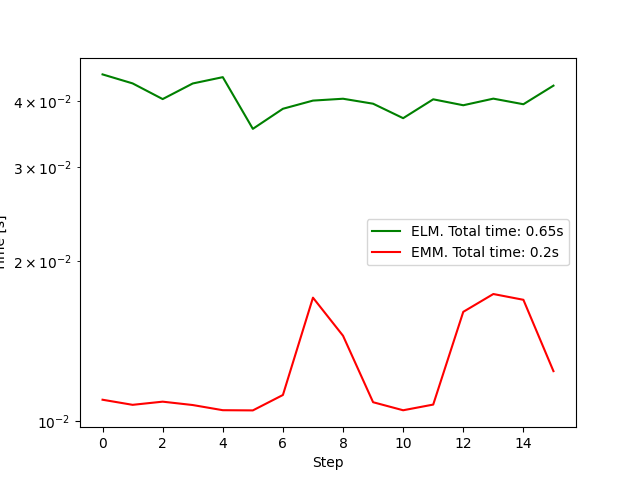 4 × 10⁻²
3 × 10⁻²
2 × 10⁻²
10⁻²
ELM. Total time: 0.65s
EMM. Total time: 0.2s
0 2 4 6 8 10 12 14
Step